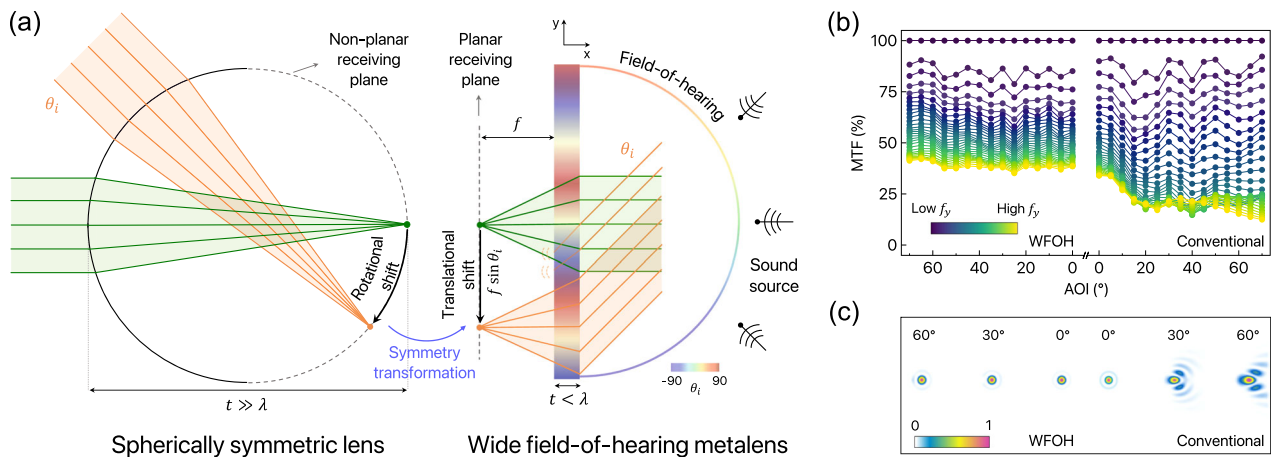 (a)
Non-planar
receiving
plane
θi
Rotational
shift
t ≫ λ
Spherically symmetric lens
Symmetry
transformation
Planar
receiving
plane
f
Translational
shift
f sin θi
y
x
Field-of-hearing
θi
Sound
source
-90 90
θi
t < λ
Wide field-of-hearing metalens
(b)
MTF (%)
100
75
50
25
0
Low fy High fy
WFOH
Conventional
60 40 20 0 0 20 40 60
AOI (°)
(c)
60° 30° 0° 0° 30° 60°
0 1
WFOH
Conventional